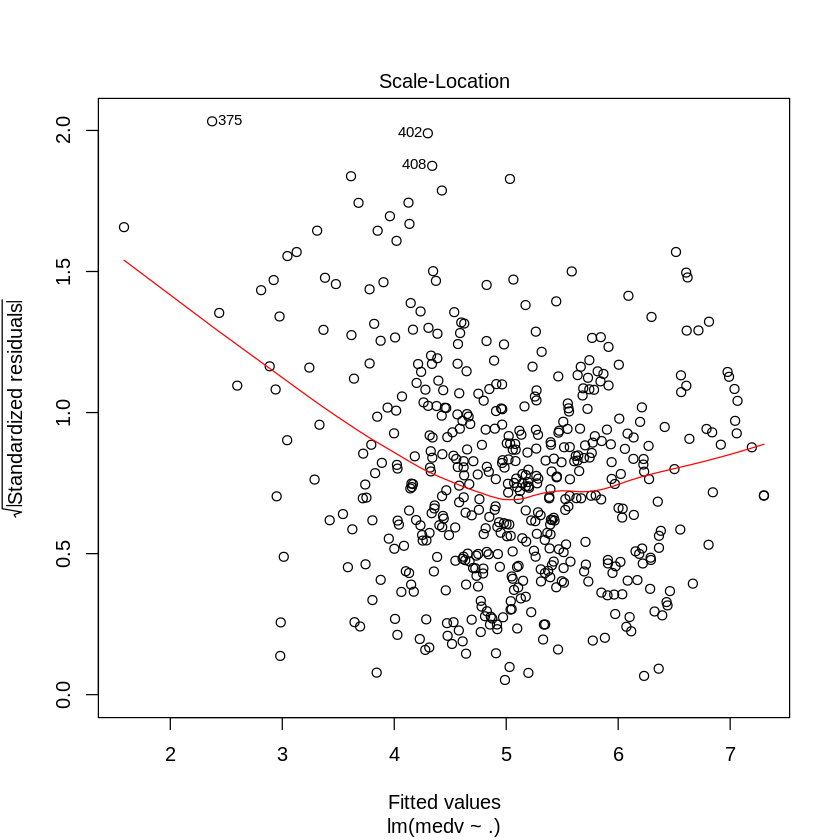 Scale-Location
√|Standardized residuals|
2.0
1.5
1.0
0.5
0.0
375
402
408
2 3 4 5 6 7
Fitted values
lm(medv ~ .)